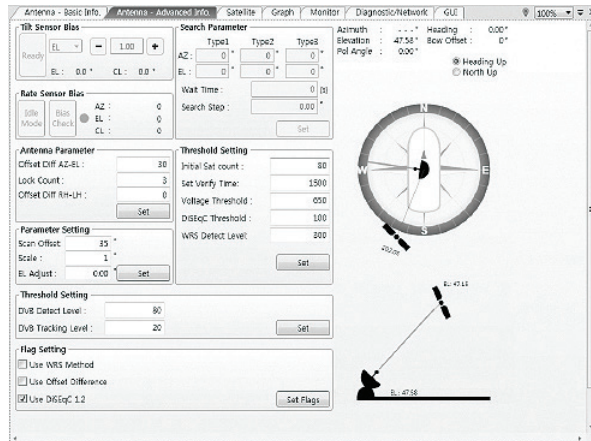 Antenna - Basic Info. Antenna - Advanced Info. Satellite Graph Monitor Diagnostic/Network GUI 100%
Tilt Sensor Bias
Ready EL - 1.00 +
EL : 0.0 ° CL : 0.0 °
Rate Sensor Bias
Idle Mode Bias Check
AZ : 0
EL : 0
CL : 0
Antenna Parameter
Offset Diff AZ-EL : 30
Lock Count : 3
Offset Diff RH-LH : 0
Set
Parameter Setting
Scan Offset 35 °
Scale : 1 °
EL Adjust : 0.00 ° Set
Threshold Setting
DVB Detect Level : 80
DVB Tracking Level : 20
Set
Flag Setting
Use WRS Method
Use Offset Difference
Use DiSEqC 1.2
Set Flags
Search Parameter
Type1 Type2 Type3
AZ : 0 ° 0 ° 0 °
EL : 0 ° 0 ° 0 °
Wait Time : 0 [s]
Search Step : 0.00 °
Set
Threshold Setting
Initial Sat count : 80
Set Verify Time: 1500
Voltage Threshold : 650
DiSEqC Threshold : 100
WRS Detect Level: 300
Set
Azimuth : ---.-° Heading : 0.00°
Elevation : 47.58° Bow Offset : 0°
Pol Angle : 0.00°
Heading Up
North Up
N
W E
S
202.08
EL: 47.15
EL: 47.58